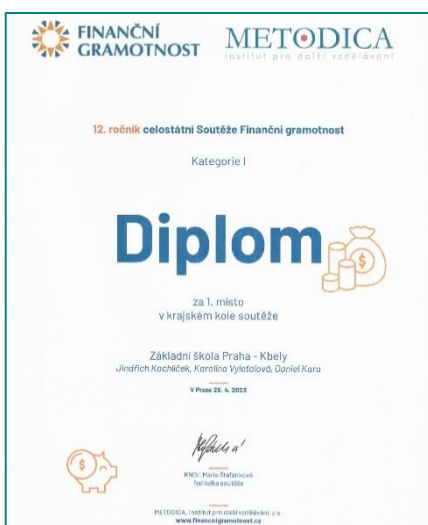 FINANČNÍ
GRAMOTNOST
METODICA
institut pro další vzdělávání
12. ročník celostátní Soutěže Finanční gramotnost
Kategorie I
Diplom
za 1. místo
v krajském kole soutěže
Základní škola Praha - Kbely
Jindřich Kochlíček, Karolína Vyleťalová, Daniel Kara
V Praze 28. 4. 2023
RNDr. Marie Štefánková
ředitelka soutěže
METODICA, institut pro další vzdělávání, z.s.
www.financnigramotnost.cz